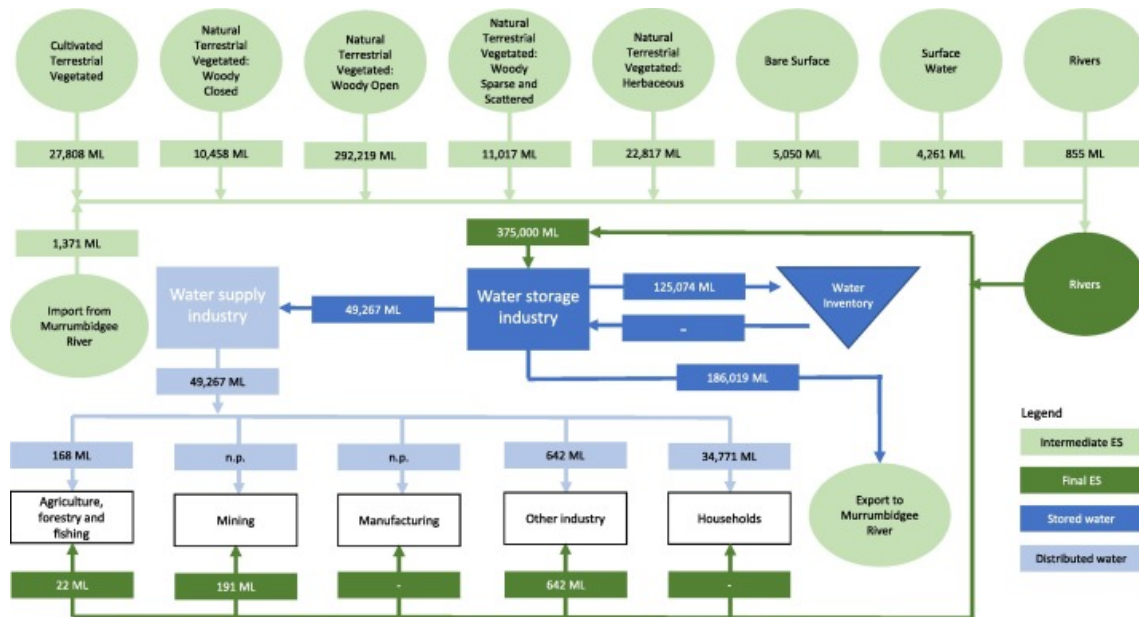 Cultivated
Terrestrial
Vegetated
Natural
Terrestrial
Vegetated:
Woody
Closed
Natural
Terrestrial
Vegetated:
Woody Open
Natural
Terrestrial
Vegetated:
Woody
Sparse and
Scattered
Natural
Terrestrial
Vegetated:
Herbaceous
Bare Surface
Surface
Water
Rivers
27,808 ML
10,458 ML
292,219 ML
11,017 ML
22,817 ML
5,050 ML
4,261 ML
855 ML
1,371 ML
375,000 ML
Import from
Murrumbidgee
River
Water supply
industry
49,267 ML
Water storage
industry
125,074 ML
–
Water
Inventory
Rivers
49,267 ML
186,019 ML
168 ML
n.p.
n.p.
642 ML
34,771 ML
Agriculture,
forestry and
fishing
Mining
Manufacturing
Other industry
Households
Export to
Murrumbidgee
River
22 ML
191 ML
-
642 ML
-
Legend
Intermediate ES
Final ES
Stored water
Distributed water